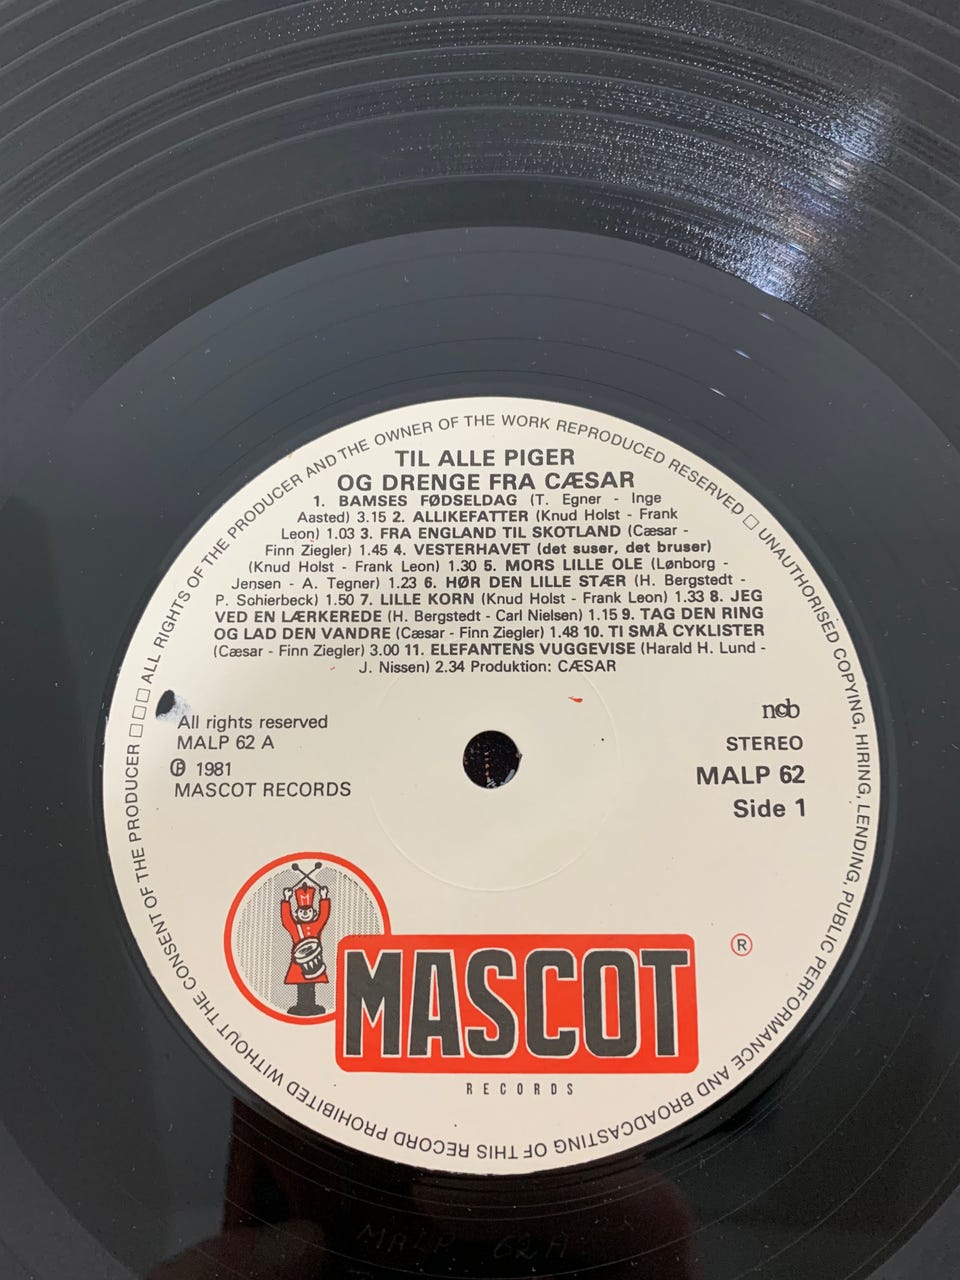 TIL ALLE PIGER
OG DRENGE FRA CÆSAR
1. BAMSES FØDSELDAG (T. Egner - Inge
Aasted) 3.15 2. ALLIKEFATTER (Knud Holst - Frank
Leon) 1.03 3. FRA ENGLAND TIL SKOTLAND (Cæsar -
Finn Ziegler) 1.45 4. VESTERHAVET (det suser, det bruser)
(Knud Holst - Frank Leon) 1.30 5. MORS LILLE OLE (Lønborg -
Jensen - A. Tegner) 1.23 6. HØR DEN LILLE STÆR (H. Bergstedt -
P. Schierbeck) 1.50 7. LILLE KORN (Knud Holst - Frank Leon) 1.33 8. JEG
VED EN LÆRKEREDE (H. Bergstedt - Carl Nielsen) 1.15 9. TAG DEN RING
OG LAD DEN VANDRE (Cæsar - Finn Ziegler) 1.48 10. TI SMÅ CYKLISTER
(Cæsar - Finn Ziegler) 3.00 11. ELEFANTENS VUGGEVISE (Harald H. Lund -
J. Nissen) 2.34 Produktion: CÆSAR
All rights reserved
MALP 62 A
℗ 1981
MASCOT RECORDS
ncb
STEREO
MALP 62
Side 1
M
MASCOT
®
RECORDS
□ ALL RIGHTS OF THE PRODUCER AND THE OWNER OF THE WORK REPRODUCED RESERVED □ UNAUTHORISED COPYING, HIRING, LENDING, PUBLIC PERFORMANCE AND BROADCASTING OF THIS RECORD PROHIBITED WITHOUT THE CONSENT OF THE PRODUCER □□
MALP 62 A